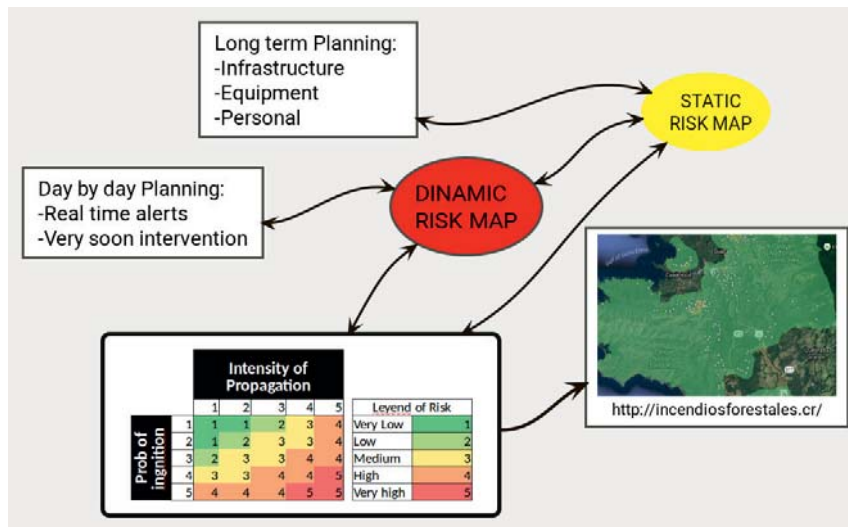 Long term Planning:
-Infrastructure
-Equipment
-Personal
STATIC
RISK MAP
Day by day Planning:
-Real time alerts
-Very soon intervention
DINAMIC
RISK MAP
Intensity of
Propagation
1 2 3 4 5
Prob of
ingnition
1 1 1 2 3 4
2 1 2 3 3 4
3 2 3 3 4 4
4 3 3 4 4 5
5 4 4 4 5 5
Leyend of Risk
Very Low 1
Low 2
Medium 3
High 4
Very high 5
http://incendiosforestales.cr/